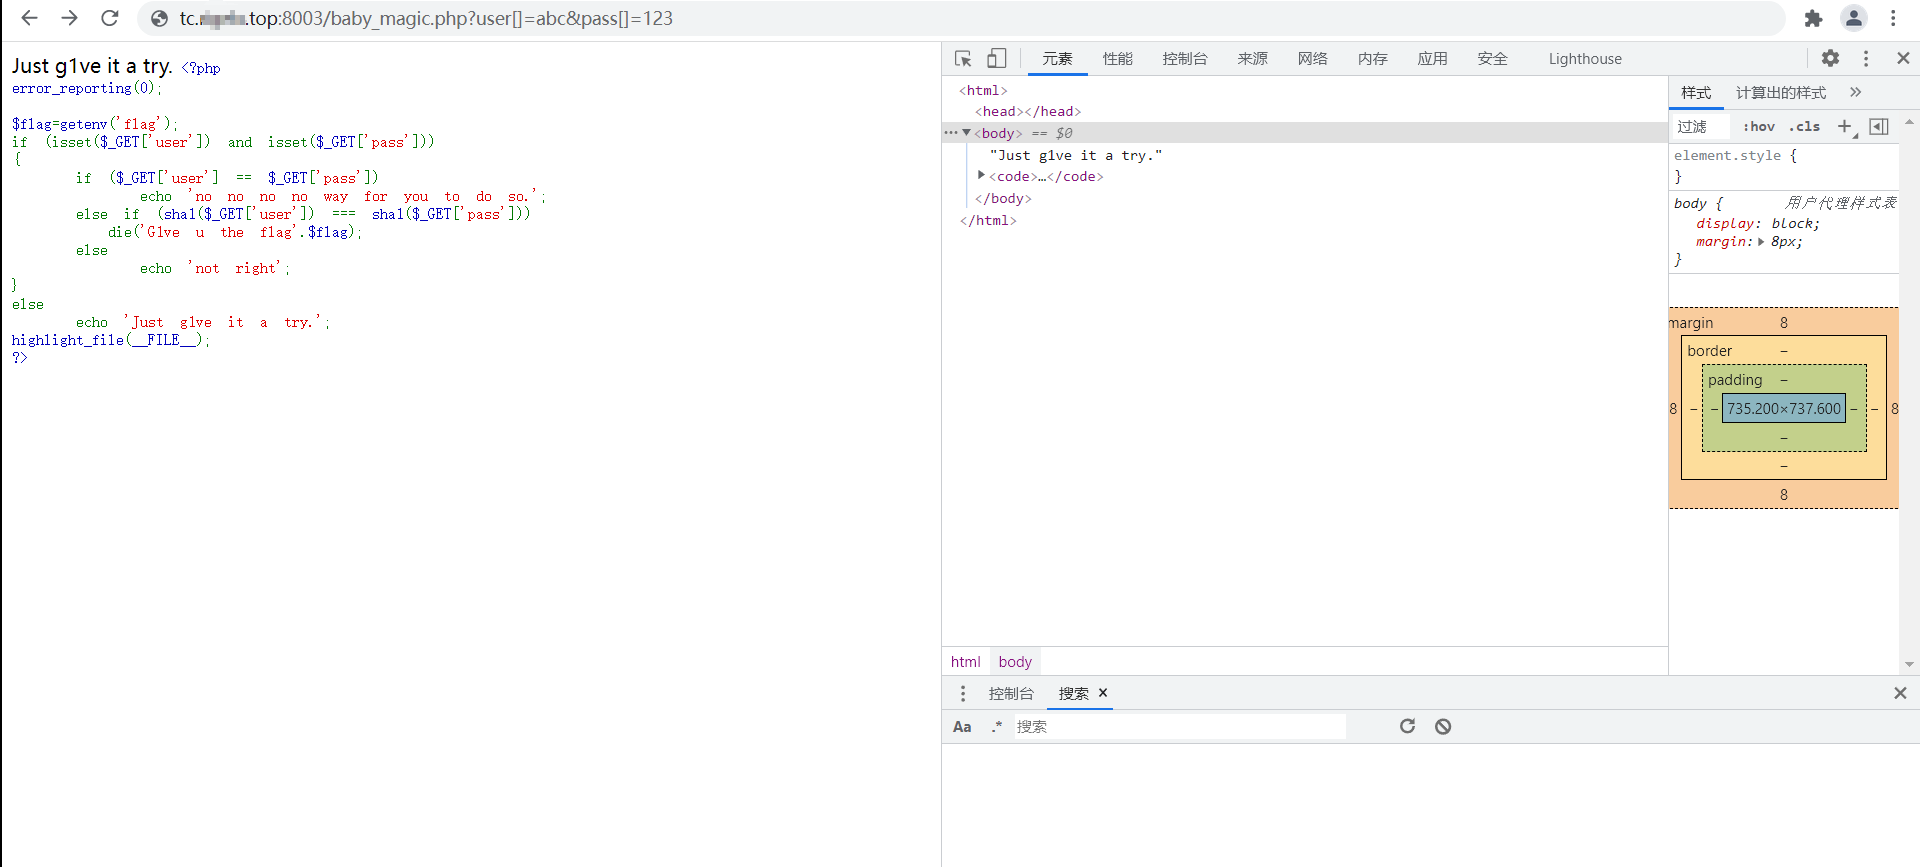 tc.
.top:8003/baby_magic.php?user[]=abc&pass[]=123
Just g1ve it a try. <?php
error_reporting(0);
$flag=getenv('flag');
if (isset($_GET['user']) and isset($_GET['pass']))
{
if ($_GET['user'] == $_GET['pass'])
echo 'no no no no way for you to do so.';
else if (sha1($_GET['user']) === sha1($_GET['pass']))
die('G1ve u the flag'.$flag);
else
echo 'not right';
}
else
echo 'Just g1ve it a try.';
highlight_file(__FILE__);
?>
元素 性能 控制台 来源 网络 内存 应用 安全 Lighthouse
<html>
<head></head>
<body> == $0
"Just g1ve it a try."
<code>…</code>
</body>
</html>
html body
样式 计算出的样式 »
过滤 :hov .cls +
element.style {
}
body { 用户代理样式表
display: block;
margin: 8px;
}
margin 8
border –
padding –
8 – – 735.200×737.600 – – 8
–
–
8
控制台 搜索 ×
Aa .* 搜索